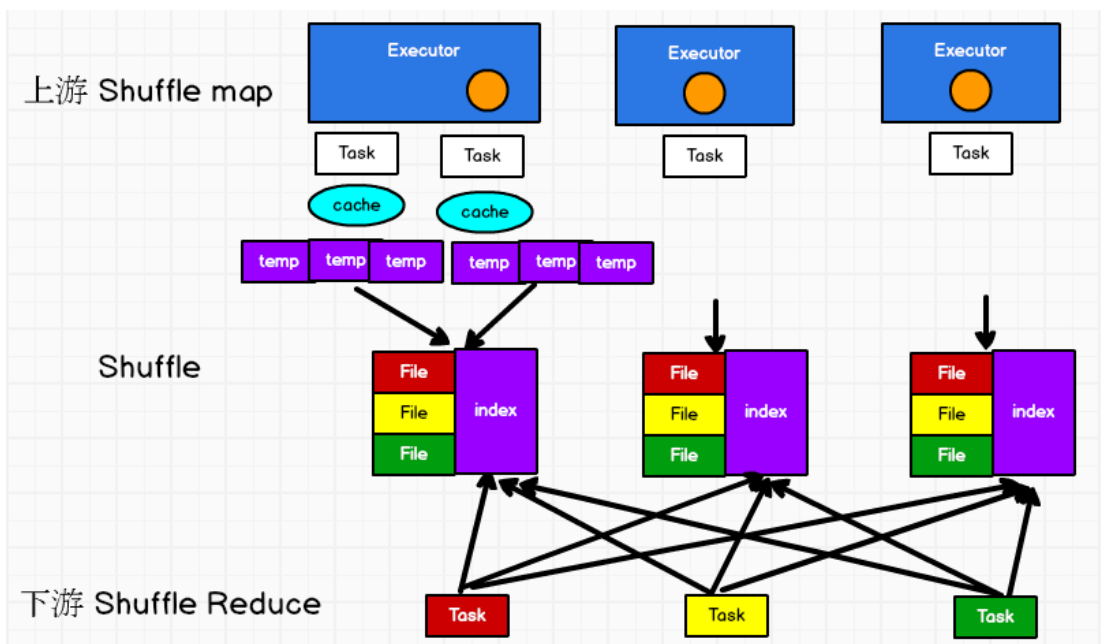 Executor
Executor
Executor
上游 Shuffle map
Task
Task
Task
Task
cache
cache
temp
temp
temp
temp
temp
temp
Shuffle
File
File
File
index
File
File
File
index
File
File
File
index
下游 Shuffle Reduce
Task
Task
Task